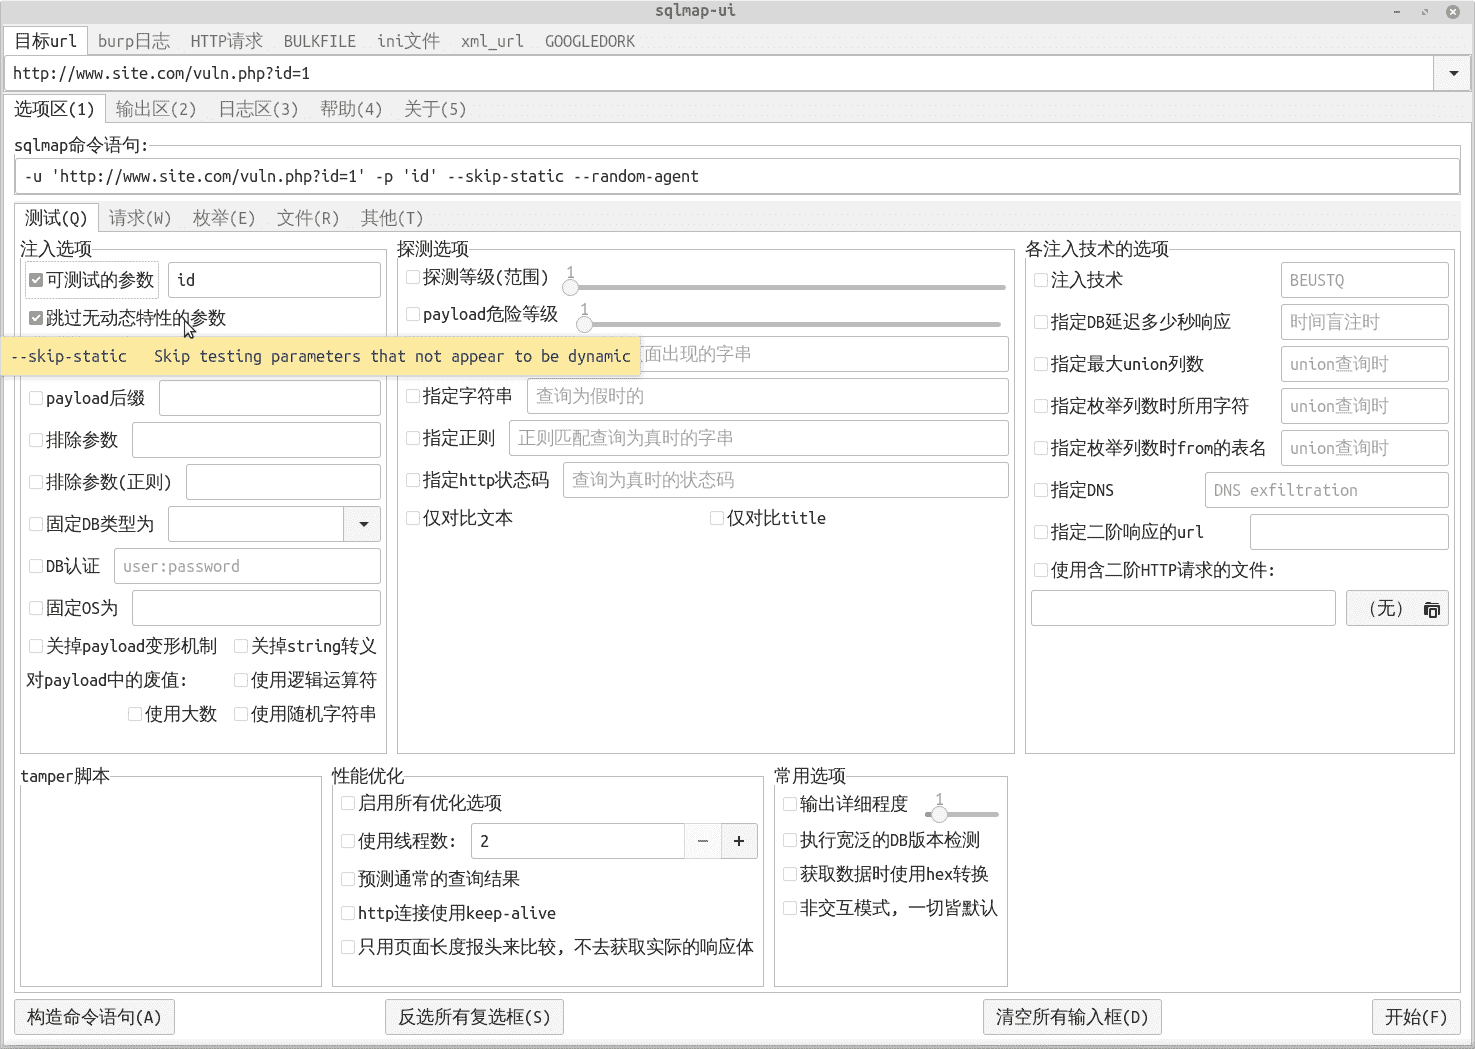 sqlmap-ui
目标url burp日志 HTTP请求 BULKFILE ini文件 xml_url GOOGLEDORK
http://www.site.com/vuln.php?id=1
选项区(1) 输出区(2) 日志区(3) 帮助(4) 关于(5)
sqlmap命令语句:
-u 'http://www.site.com/vuln.php?id=1' -p 'id' --skip-static --random-agent
测试(Q) 请求(W) 枚举(E) 文件(R) 其他(T)
注入选项
可测试的参数 id
跳过无动态特性的参数
--skip-static Skip testing parameters that not appear to be dynamic
payload后缀
排除参数
排除参数(正则)
固定DB类型为
DB认证 user:password
固定OS为
关掉payload变形机制 关掉string转义
对payload中的废值: 使用逻辑运算符
使用大数 使用随机字符串
探测选项
探测等级(范围) 1
payload危险等级 1
面出现的字串
指定字符串 查询为假时的
指定正则 正则匹配查询为真时的字串
指定http状态码 查询为真时的状态码
仅对比文本 仅对比title
各注入技术的选项
注入技术 BEUSTQ
指定DB延迟多少秒响应 时间盲注时
指定最大union列数 union查询时
指定枚举列数时所用字符 union查询时
指定枚举列数时from的表名 union查询时
指定DNS DNS exfiltration
指定二阶响应的url
使用含二阶HTTP请求的文件:
(无)
tamper脚本
性能优化
启用所有优化选项
使用线程数: 2 − +
预测通常的查询结果
http连接使用keep-alive
只用页面长度报头来比较, 不去获取实际的响应体
常用选项
输出详细程度 1
执行宽泛的DB版本检测
获取数据时使用hex转换
非交互模式, 一切皆默认
构造命令语句(A) 反选所有复选框(S) 清空所有输入框(D) 开始(F)